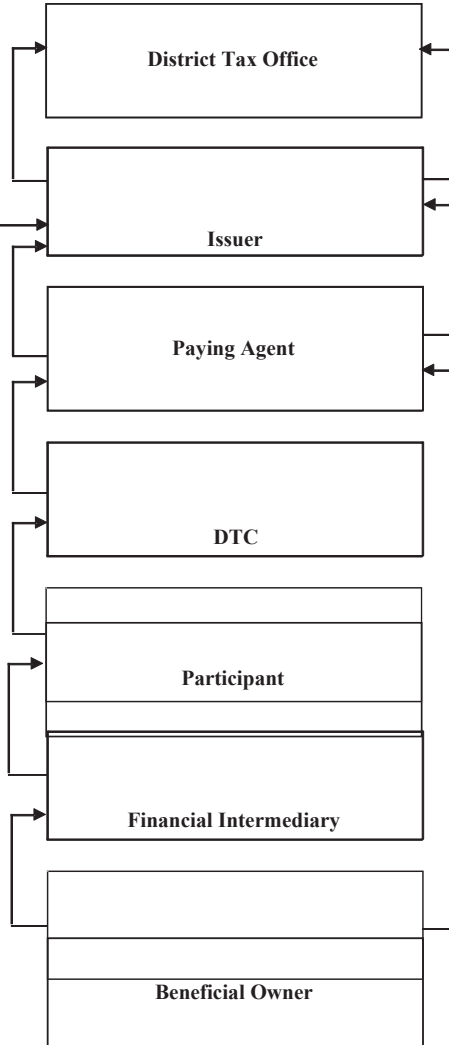 District Tax Office
Issuer
Paying Agent
DTC
Participant
Financial Intermediary
Beneficial Owner